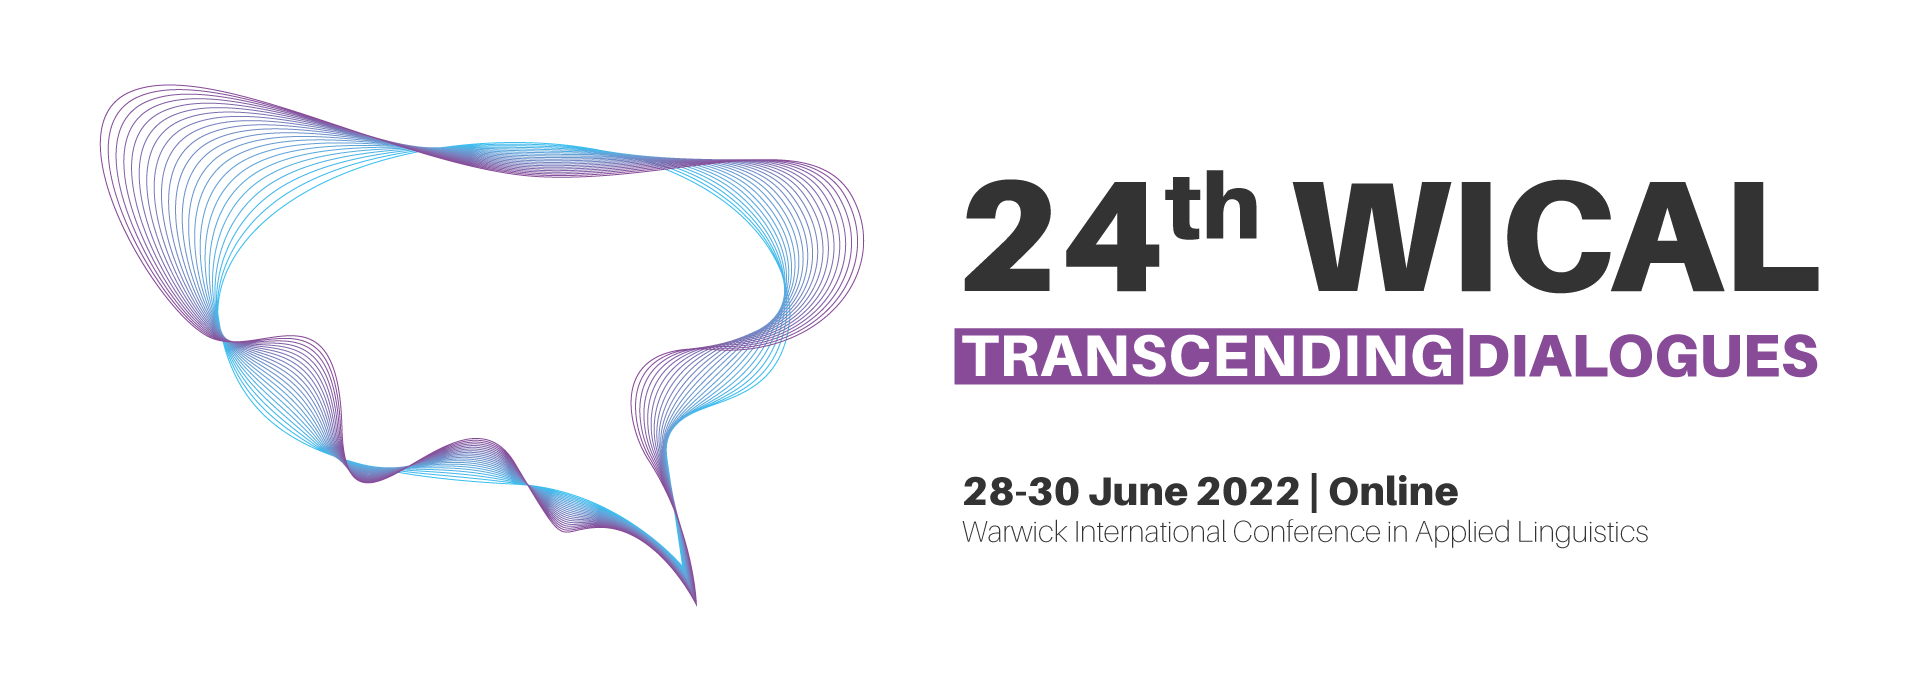 24th WICAL
TRANSCENDING DIALOGUES
28-30 June 2022 | Online
Warwick International Conference in Applied Linguistics